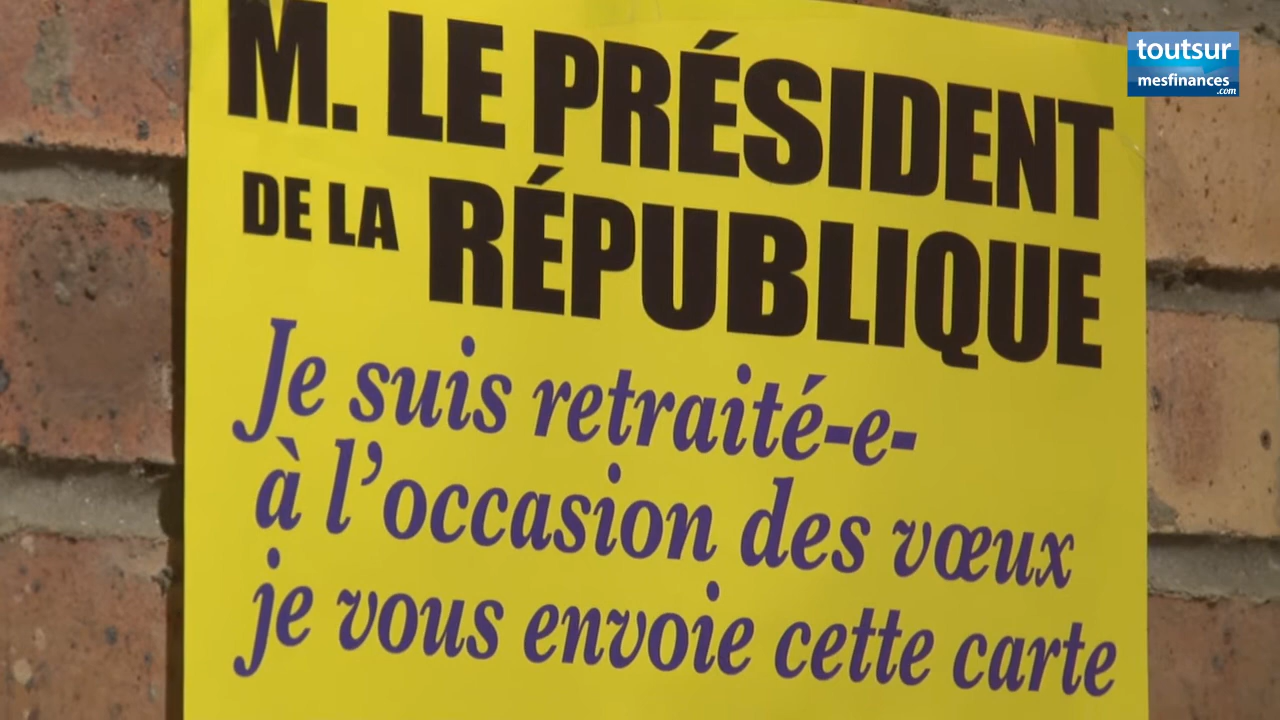 toutsur
mesfinances
.com
M. LE PRÉSIDENT
DE LA RÉPUBLIQUE
Je suis retraité-e-
à l'occasion des vœux
je vous envoie cette carte